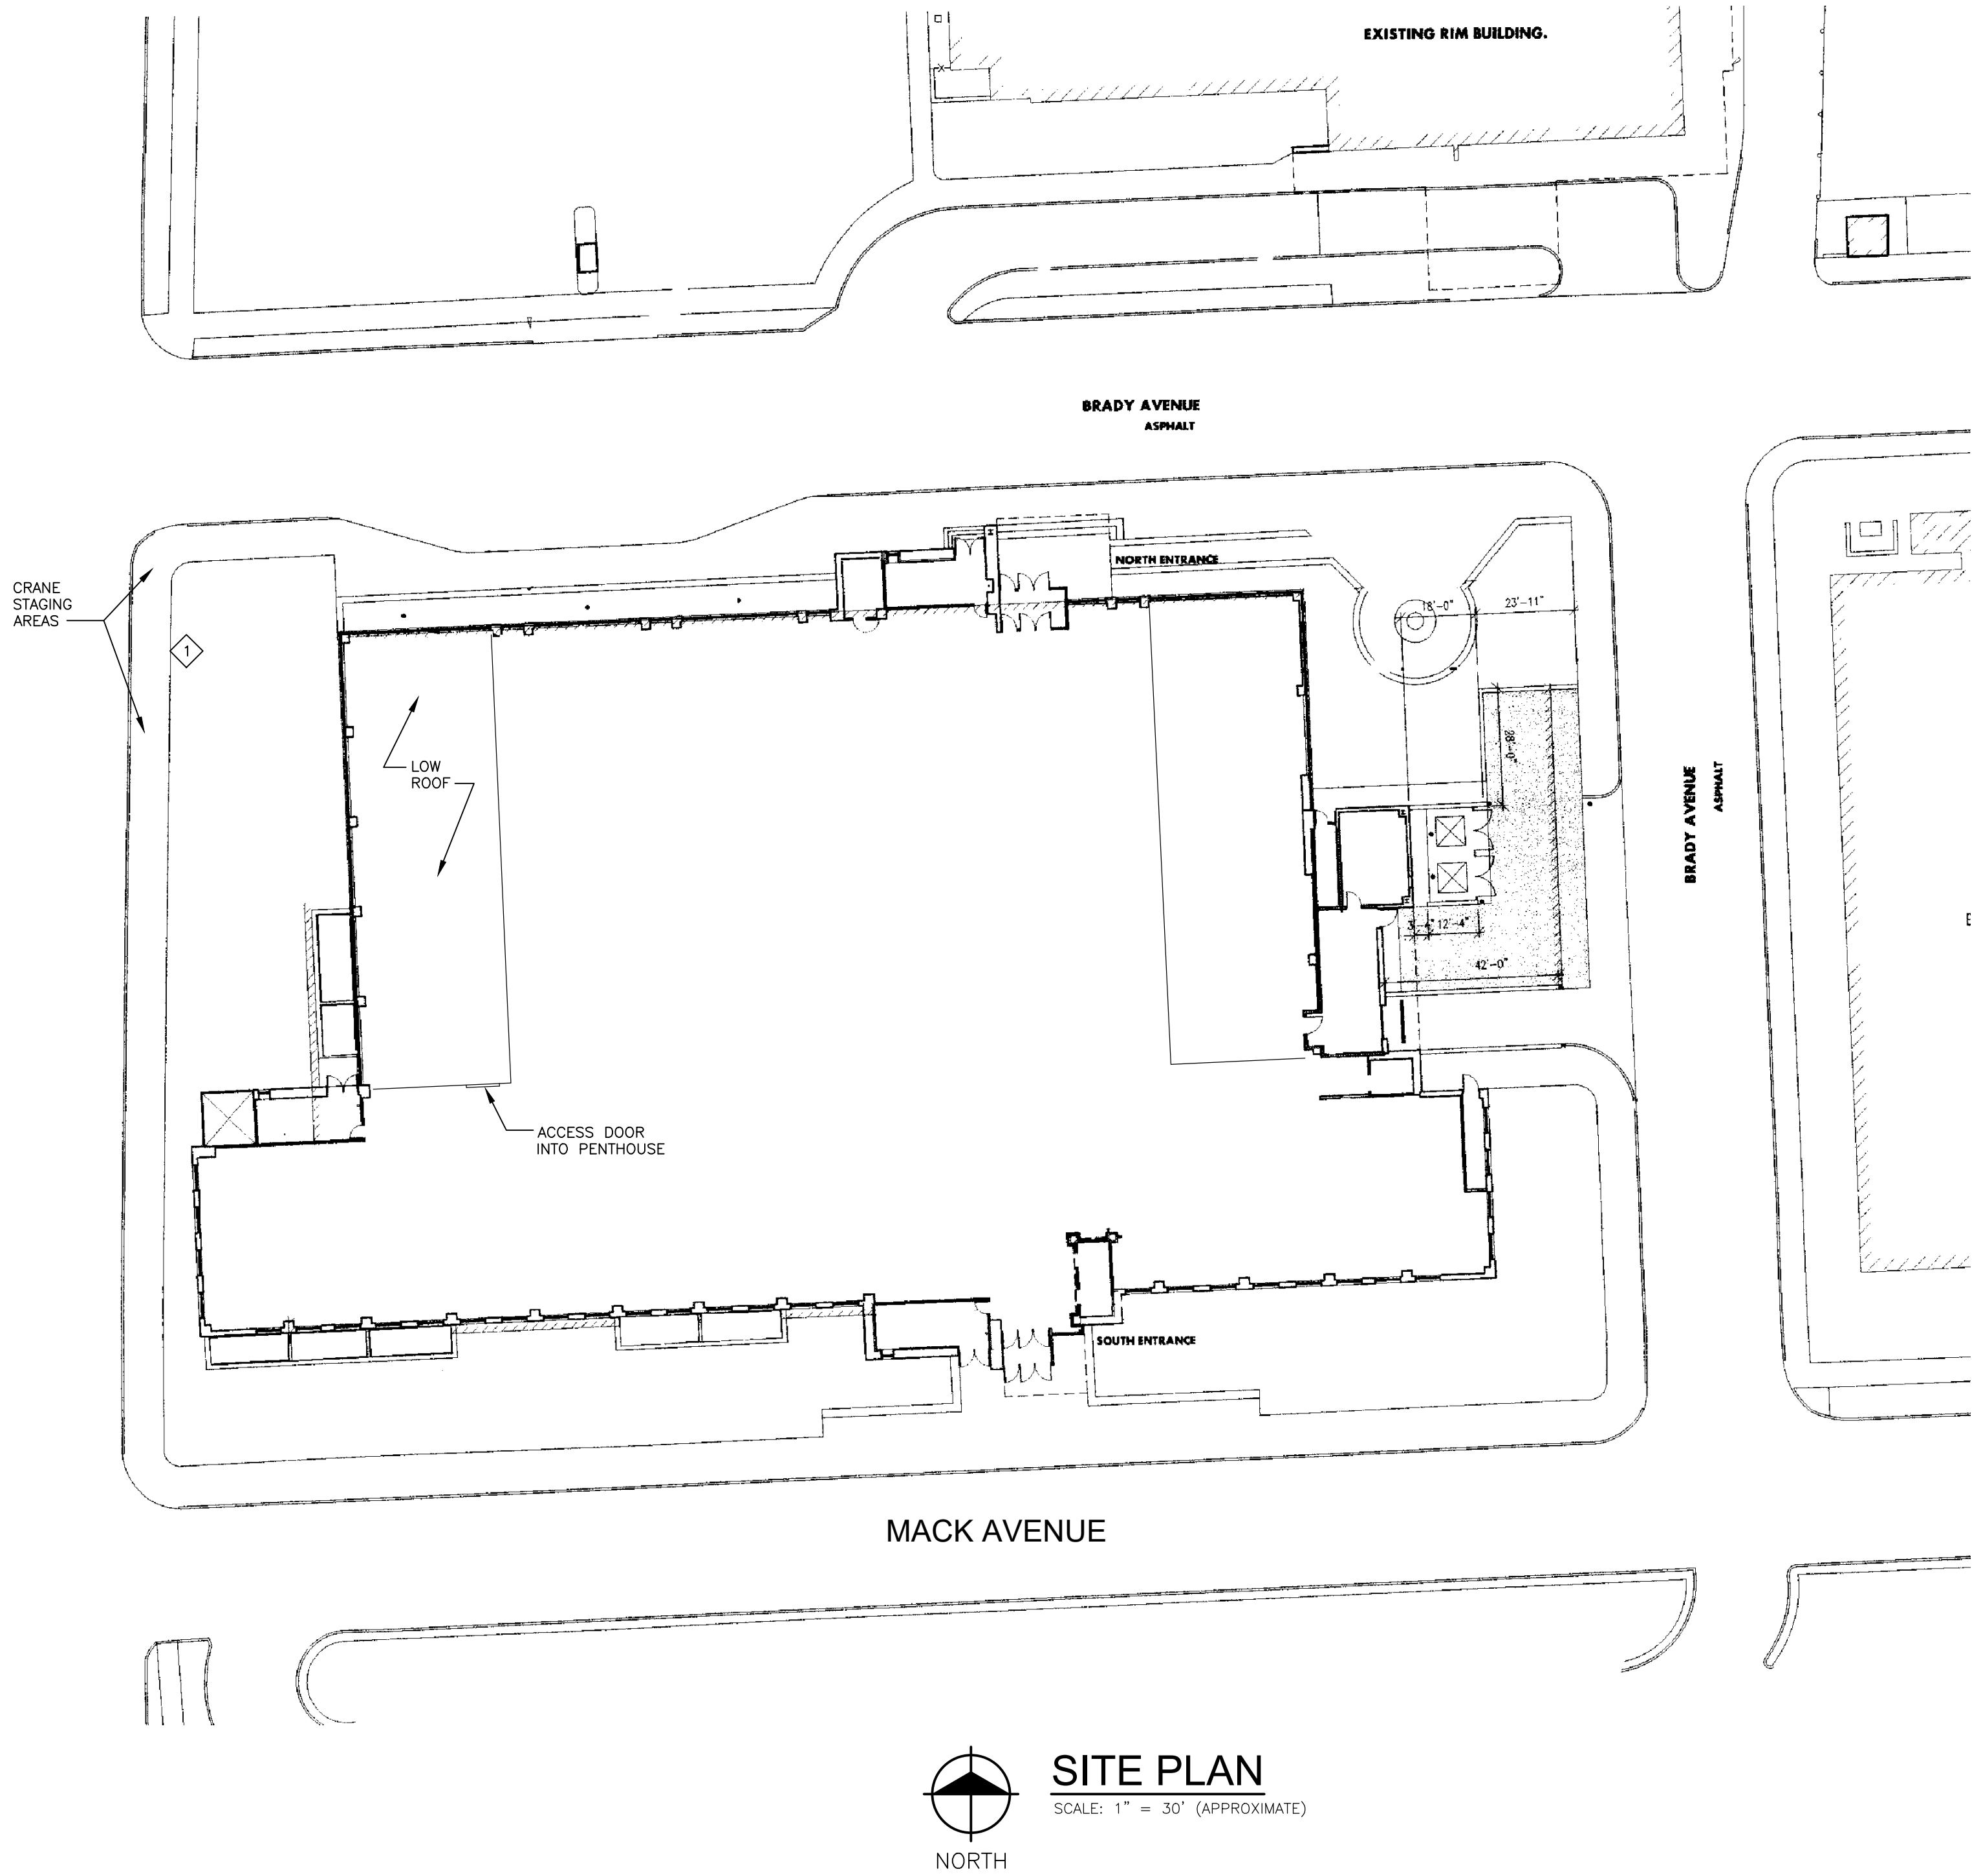 EXISTING RIM BUILDING.
BRADY AVENUE
ASPHALT
CRANE
STAGING
AREAS
1
NORTH ENTRANCE
18'-0"
23'-11"
28'-0"
LOW
ROOF
BRADY AVENUE
ASPHALT
12'-4"
42'-0"
ACCESS DOOR
INTO PENTHOUSE
SOUTH ENTRANCE
MACK AVENUE
SITE PLAN
SCALE: 1" = 30' (APPROXIMATE)
NORTH